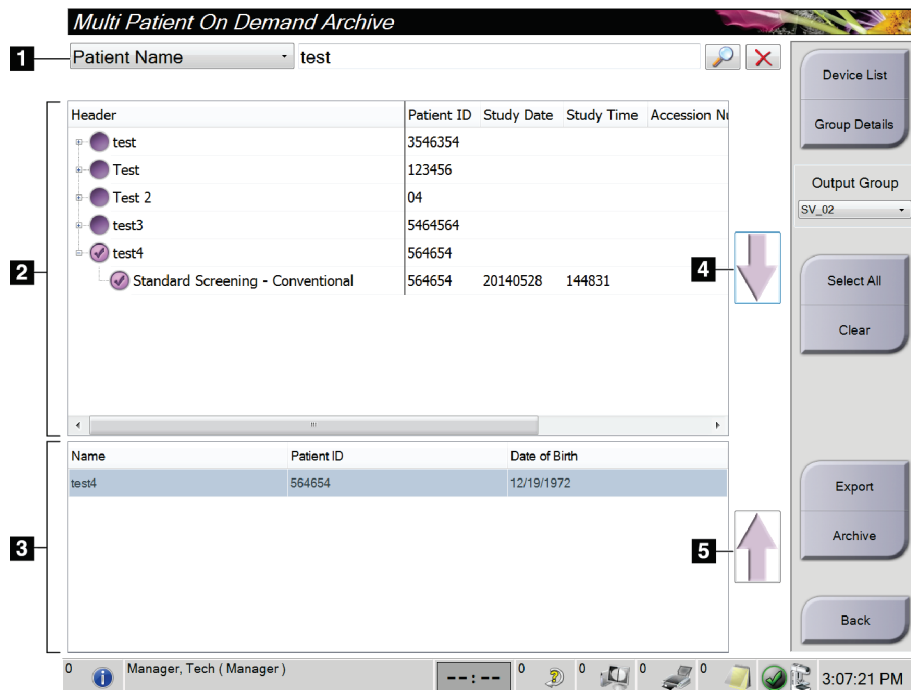 Multi Patient On Demand Archive
1
Patient Name
test
Device List
Group Details
Output Group
SV_02
Select All
Clear
Export
Archive
Back
2
Header Patient ID Study Date Study Time Accession Nu
test 3546354
Test 123456
Test 2 04
test3 5464564
test4 564654
Standard Screening - Conventional 564654 20140528 144831
4
3
Name Patient ID Date of Birth
test4 564654 12/19/1972
5
0 Manager, Tech ( Manager ) --:-- 0 0 0 0 3:07:21 PM